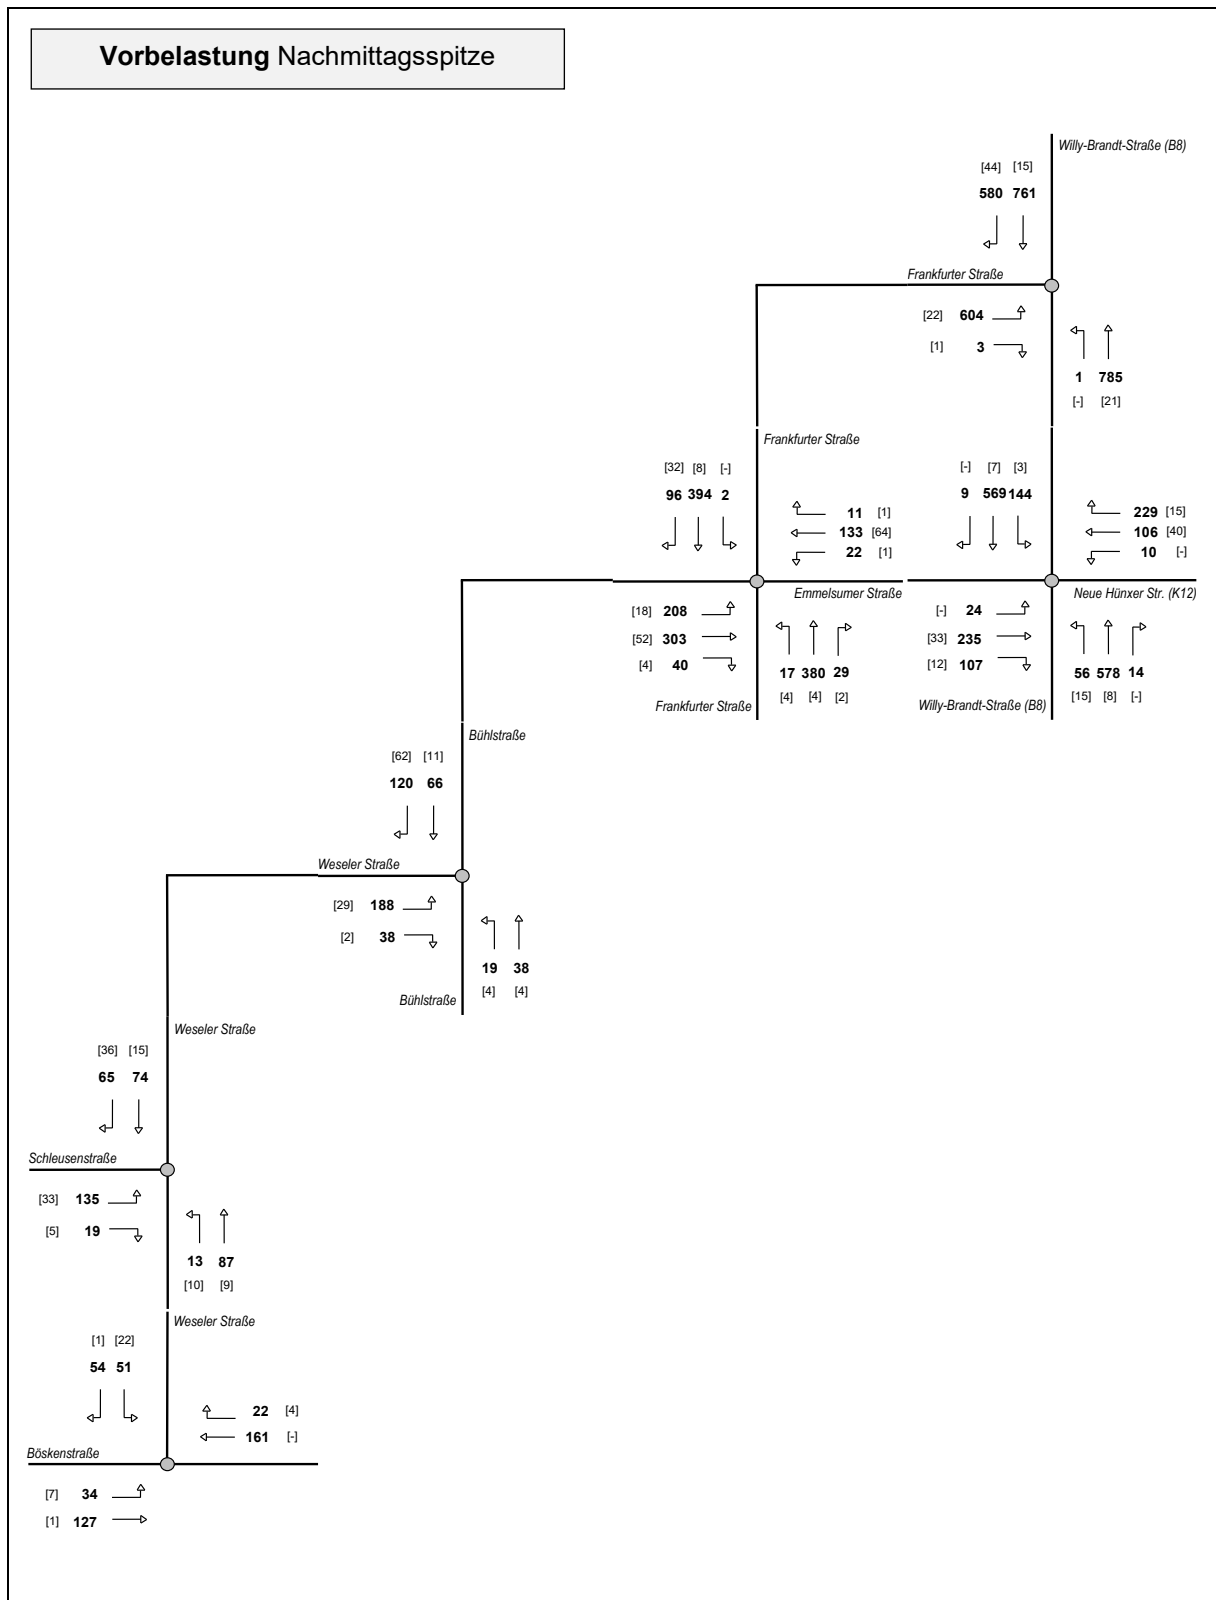 Vorbelastung Nachmittagsspitze
Willy-Brandt-Straße (B8)
[44] [15]
580 761
Frankfurter Straße
[22] 604
[1] 3
1 785
[-] [21]
Frankfurter Straße
[32] [8] [-]
96 394 2
11 [1]
133 [64]
22 [1]
[-] [7] [3]
9 569 144
229 [15]
106 [40]
10 [-]
Emmelsumer Straße
Neue Hünxer Str. (K12)
[18] 208
[52] 303
[4] 40
17 380 29
[4] [4] [2]
Frankfurter Straße
[-] 24
[33] 235
[12] 107
56 578 14
[15] [8] [-]
Willy-Brandt-Straße (B8)
Bühlstraße
[62] [11]
120 66
Weseler Straße
[29] 188
[2] 38
19 38
[4] [4]
Bühlstraße
Weseler Straße
[36] [15]
65 74
Schleusenstraße
[33] 135
[5] 19
13 87
[10] [9]
Weseler Straße
[1] [22]
54 51
22 [4]
161 [-]
Böskenstraße
[7] 34
[1] 127